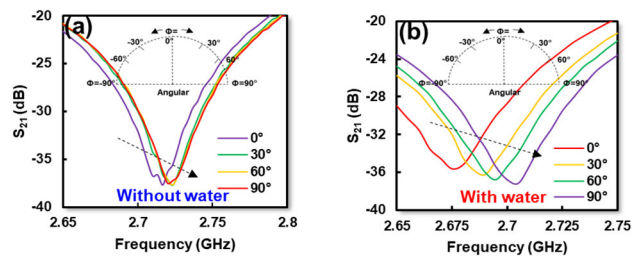 (a)
-20
-25
-30
-35
-40
S21 (dB)
Φ=
0°
30°
-30°
60°
-60°
Φ=-90°
Φ=90°
Angular
0°
30°
60°
90°
Without water
2.65
2.7
2.75
2.8
Frequency (GHz)
(b)
-20
-24
-28
-32
-36
-40
S21 (dB)
Φ=
0°
30°
-30°
60°
-60°
Φ=-90°
Φ=90°
Angular
0°
30°
60°
90°
With water
2.65
2.675
2.7
2.725
2.75
Frequency (GHz)